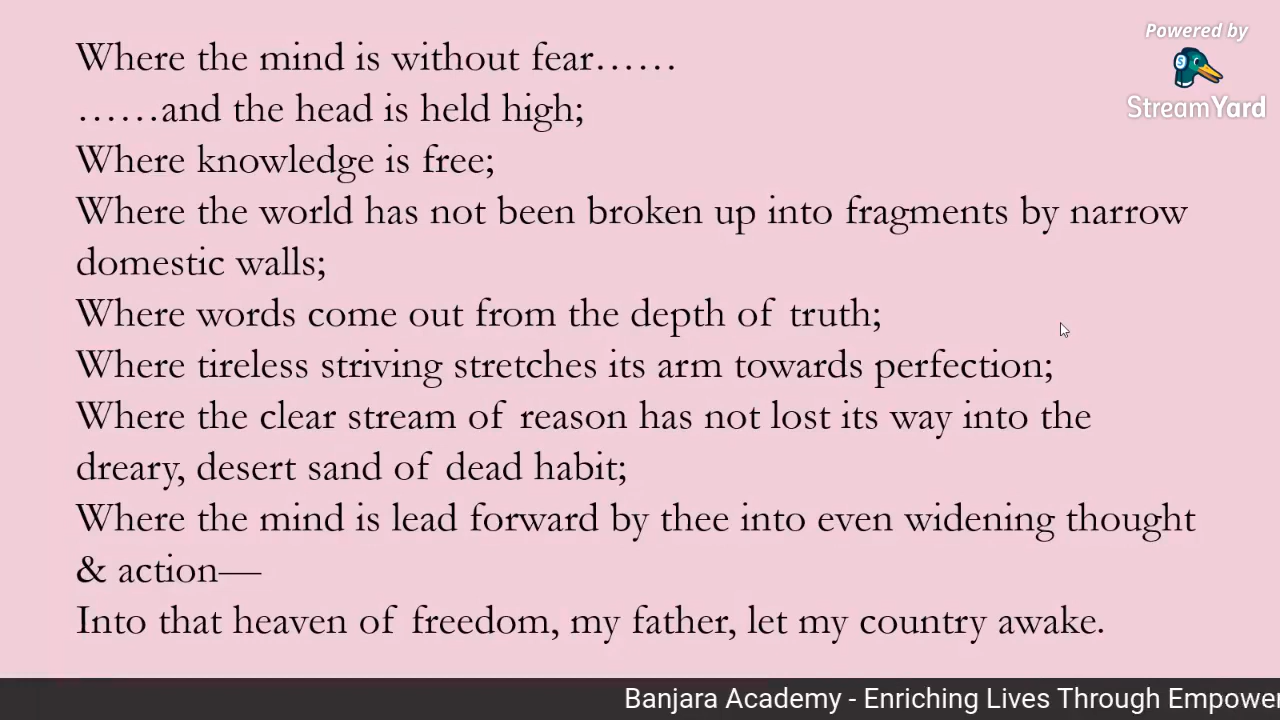 Where the mind is without fear……
……and the head is held high;
Where knowledge is free;
Where the world has not been broken up into fragments by narrow
domestic walls;
Where words come out from the depth of truth;
Where tireless striving stretches its arm towards perfection;
Where the clear stream of reason has not lost its way into the
dreary, desert sand of dead habit;
Where the mind is lead forward by thee into even widening thought
& action—
Into that heaven of freedom, my father, let my country awake.
Powered by
StreamYard
Banjara Academy - Enriching Lives Through Empower